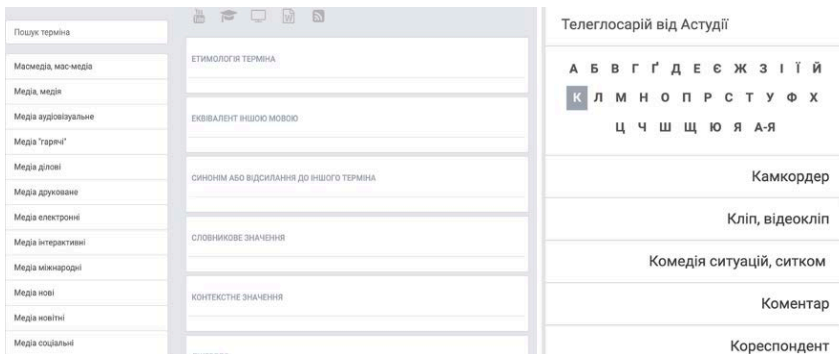 Пошук терміна
Масмедіа, мас-медіа
Медіа, медія
Медіа аудіовізуальне
Медіа "гарячі"
Медіа ділові
Медіа друковане
Медіа електронні
Медіа інтерактивні
Медіа міжнародні
Медіа нові
Медіа новітні
Медіа соціальні
ЕТИМОЛОГІЯ ТЕРМІНА
ЕКВІВАЛЕНТ ІНШОЮ МОВОЮ
СИНОНІМ АБО ВІДСИЛАННЯ ДО ІНШОГО ТЕРМІНА
СЛОВНИКОВЕ ЗНАЧЕННЯ
КОНТЕКСТНЕ ЗНАЧЕННЯ
Телеглосарій від Астудії
А Б В Г Ґ Д Е Є Ж З І Ї Й
К Л М Н О П Р С Т У Ф Х
Ц Ч Ш Щ Ю Я А-Я
Камкордер
Кліп, відеокліп
Комедія ситуацій, ситком
Коментар
Кореспондент